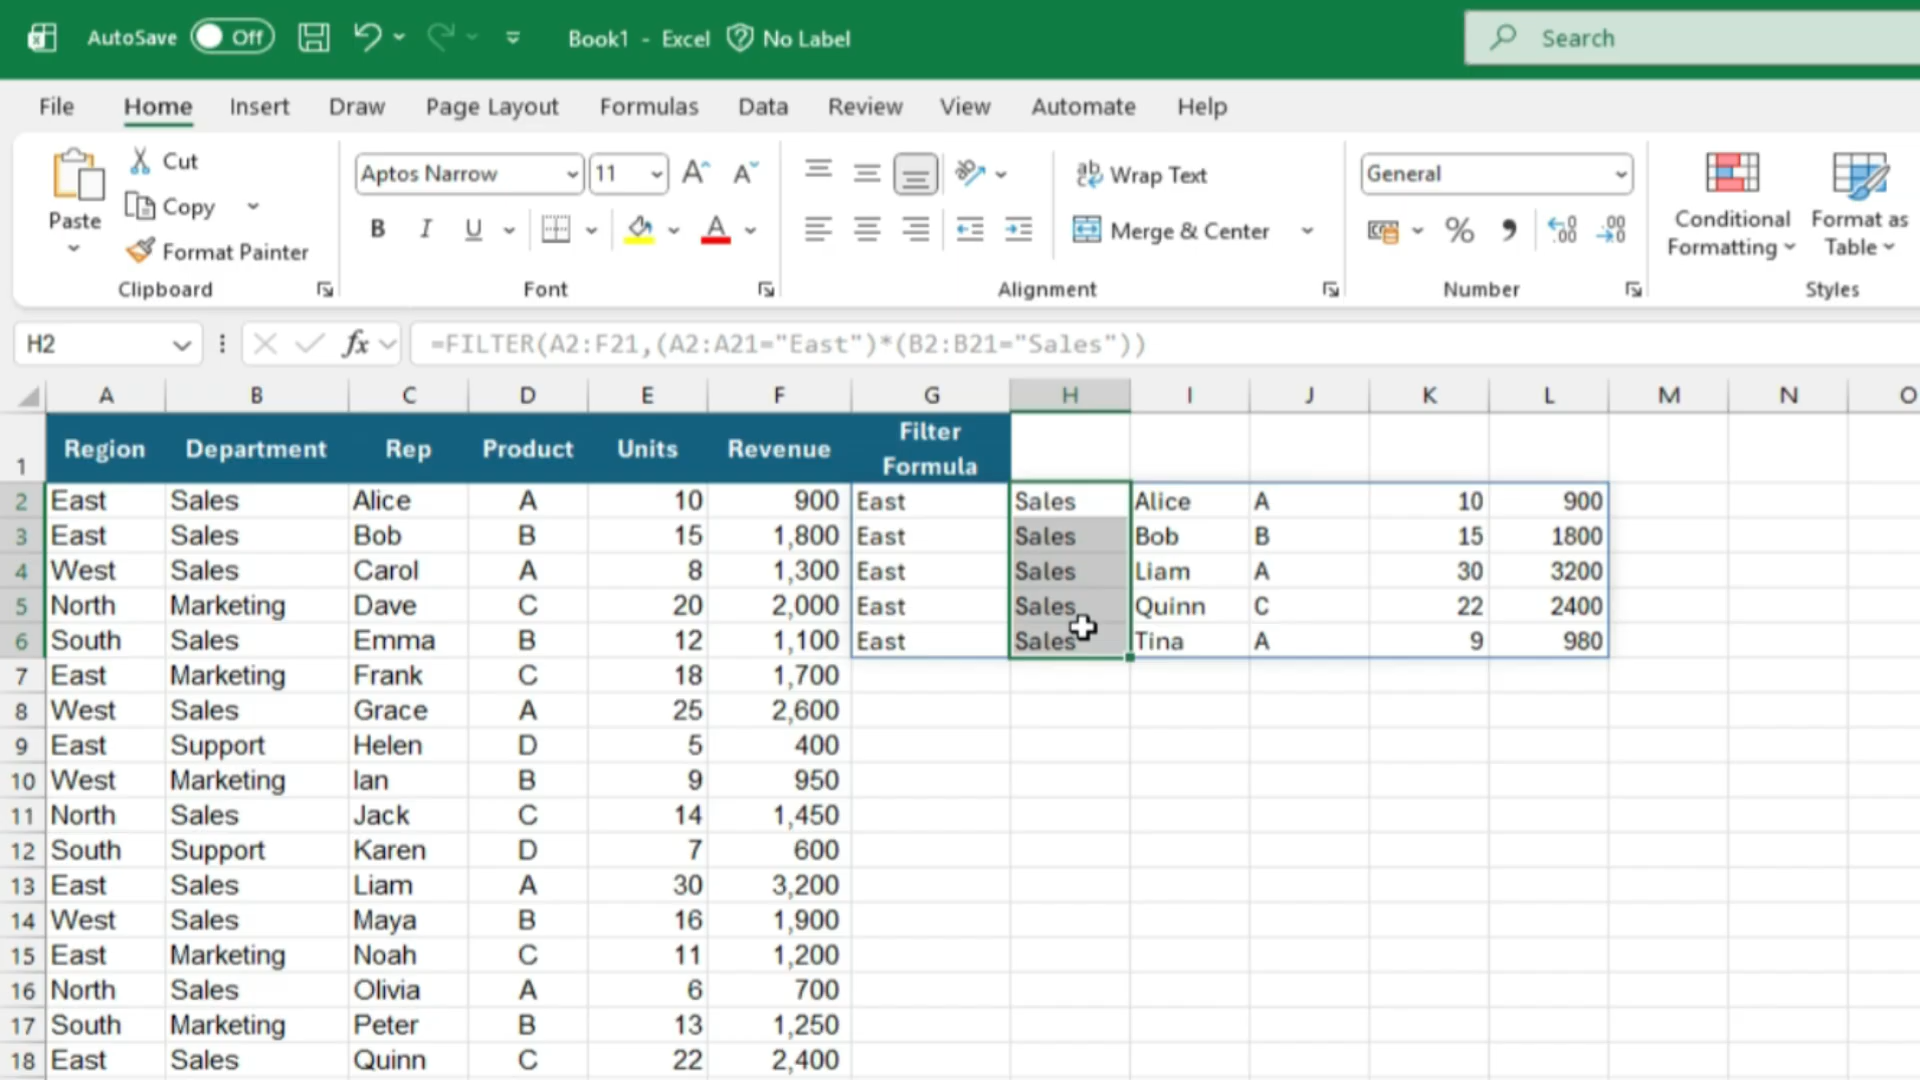 AutoSave Off Book1 - Excel No Label Search
File Home Insert Draw Page Layout Formulas Data Review View Automate Help
Paste Cut Copy Format Painter Clipboard
Aptos Narrow 11 B I U A Font
Wrap Text Merge & Center Alignment
General % Number
Conditional Formatting Format as Table Styles
H2 fx =FILTER(A2:F21,(A2:A21="East")*(B2:B21="Sales"))
A B C D E F G H I J K L M N O
1 Region Department Rep Product Units Revenue Filter Formula
2 East Sales Alice A 10 900 East Sales Alice A 10 900
3 East Sales Bob B 15 1,800 East Sales Bob B 15 1800
4 West Sales Carol A 8 1,300 East Sales Liam A 30 3200
5 North Marketing Dave C 20 2,000 East Sales Quinn C 22 2400
6 South Sales Emma B 12 1,100 East Sales Tina A 9 980
7 East Marketing Frank C 18 1,700
8 West Sales Grace A 25 2,600
9 East Support Helen D 5 400
10 West Marketing Ian B 9 950
11 North Sales Jack C 14 1,450
12 South Support Karen D 7 600
13 East Sales Liam A 30 3,200
14 West Sales Maya B 16 1,900
15 East Marketing Noah C 11 1,200
16 North Sales Olivia A 6 700
17 South Marketing Peter B 13 1,250
18 East Sales Quinn C 22 2,400